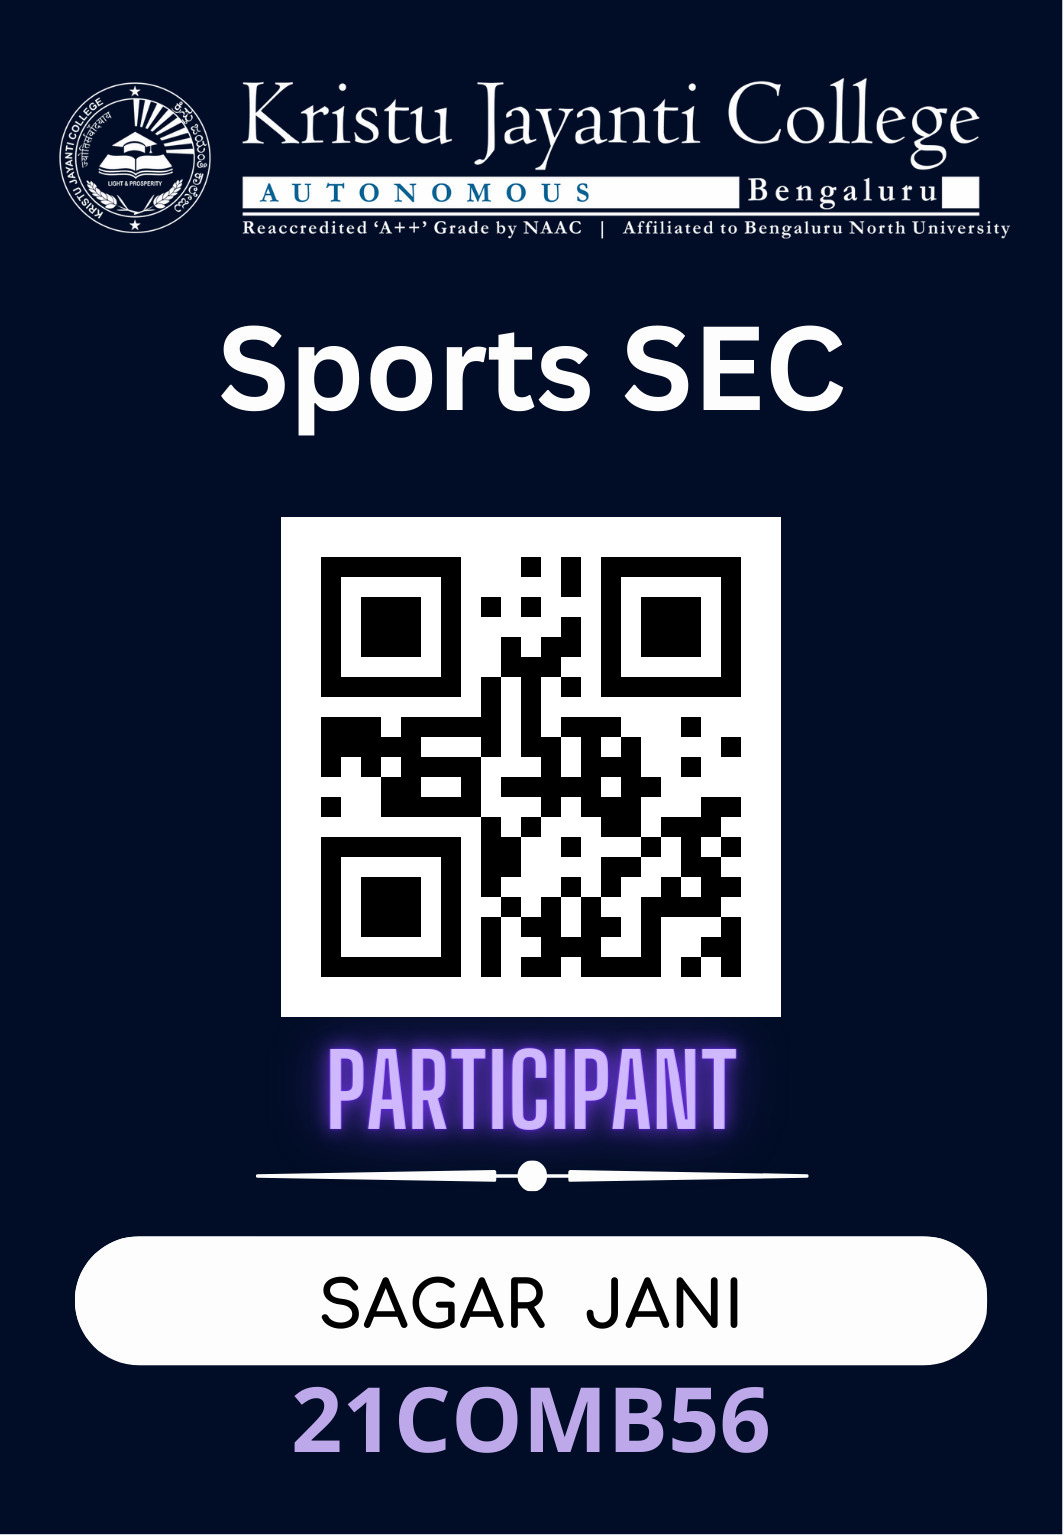 KRISTU JAYANTI COLLEGE
LIGHT & PROSPERITY
Kristu Jayanti College
AUTONOMOUS Bengaluru
Reaccredited ‘A++’ Grade by NAAC | Affiliated to Bengaluru North University
Sports SEC
PARTICIPANT
SAGAR JANI
21COMB56